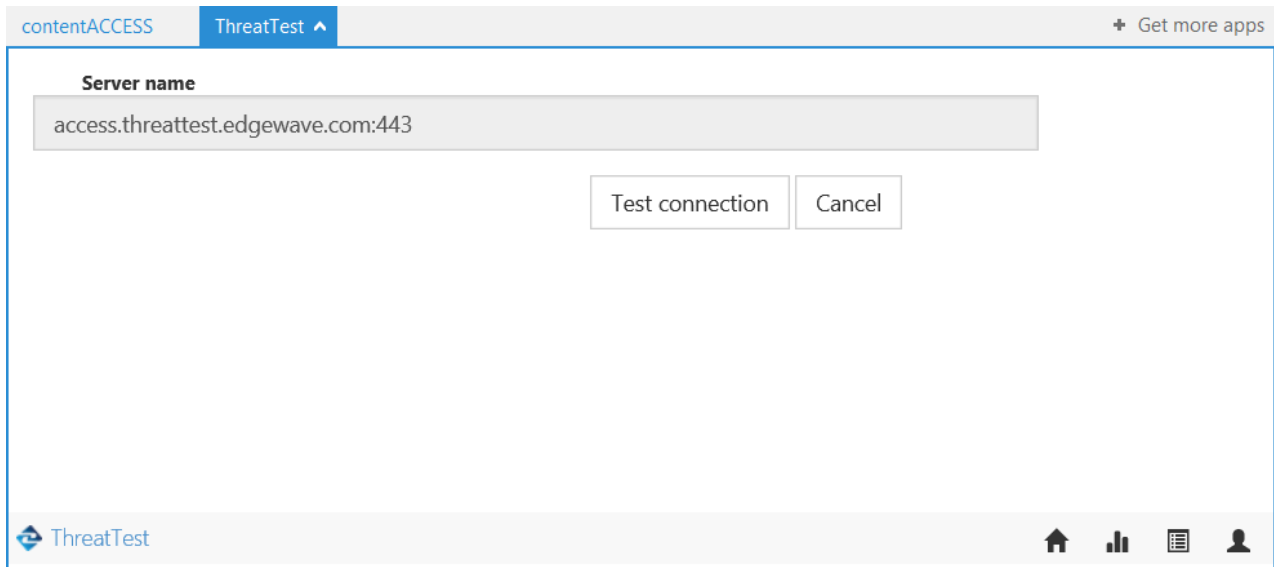 contentACCESS ThreatTest + Get more apps
Server name
access.threattest.edgewave.com:443
Test connection Cancel
ThreatTest